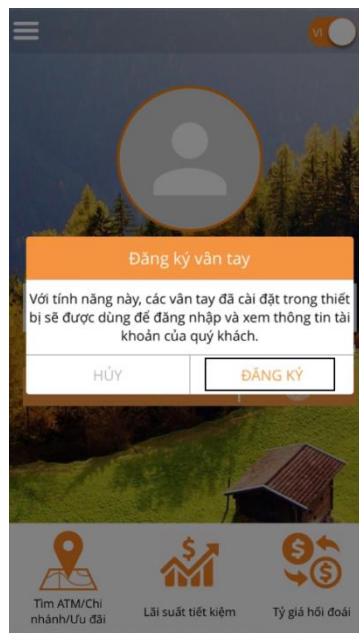 VI
Đăng ký vân tay
Với tính năng này, các vân tay đã cài đặt trong thiết
bị sẽ được dùng để đăng nhập và xem thông tin tài
khoản của quý khách.
HỦY
ĐĂNG KÝ
Tìm ATM/Chi
nhánh/Ưu đãi
Lãi suất tiết kiệm
Tỷ giá hối đoái